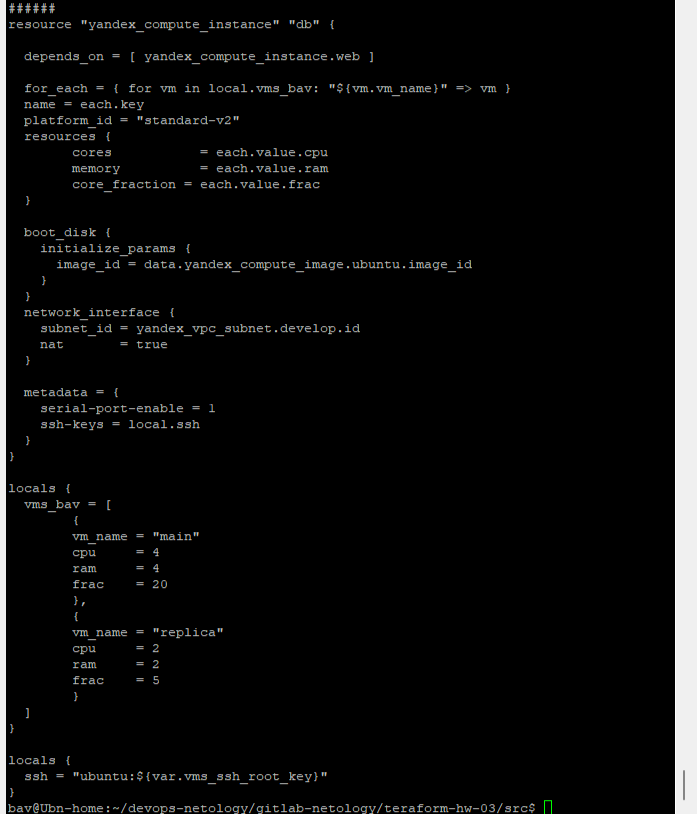 ######
resource "yandex_compute_instance" "db" {
depends_on = [ yandex_compute_instance.web ]
for_each = { for vm in local.vms_bav: "${vm.vm_name}" => vm }
name = each.key
platform_id = "standard-v2"
resources {
cores = each.value.cpu
memory = each.value.ram
core_fraction = each.value.frac
}
boot_disk {
initialize_params {
image_id = data.yandex_compute_image.ubuntu.image_id
}
}
network_interface {
subnet_id = yandex_vpc_subnet.develop.id
nat = true
}
metadata = {
serial-port-enable = 1
ssh-keys = local.ssh
}
}
locals {
vms_bav = [
{
vm_name = "main"
cpu = 4
ram = 4
frac = 20
},
{
vm_name = "replica"
cpu = 2
ram = 2
frac = 5
}
]
}
locals {
ssh = "ubuntu:${var.vms_ssh_root_key}"
}
bav@Ubn-home:~/devops-netology/gitlab-netology/teraform-hw-03/src$